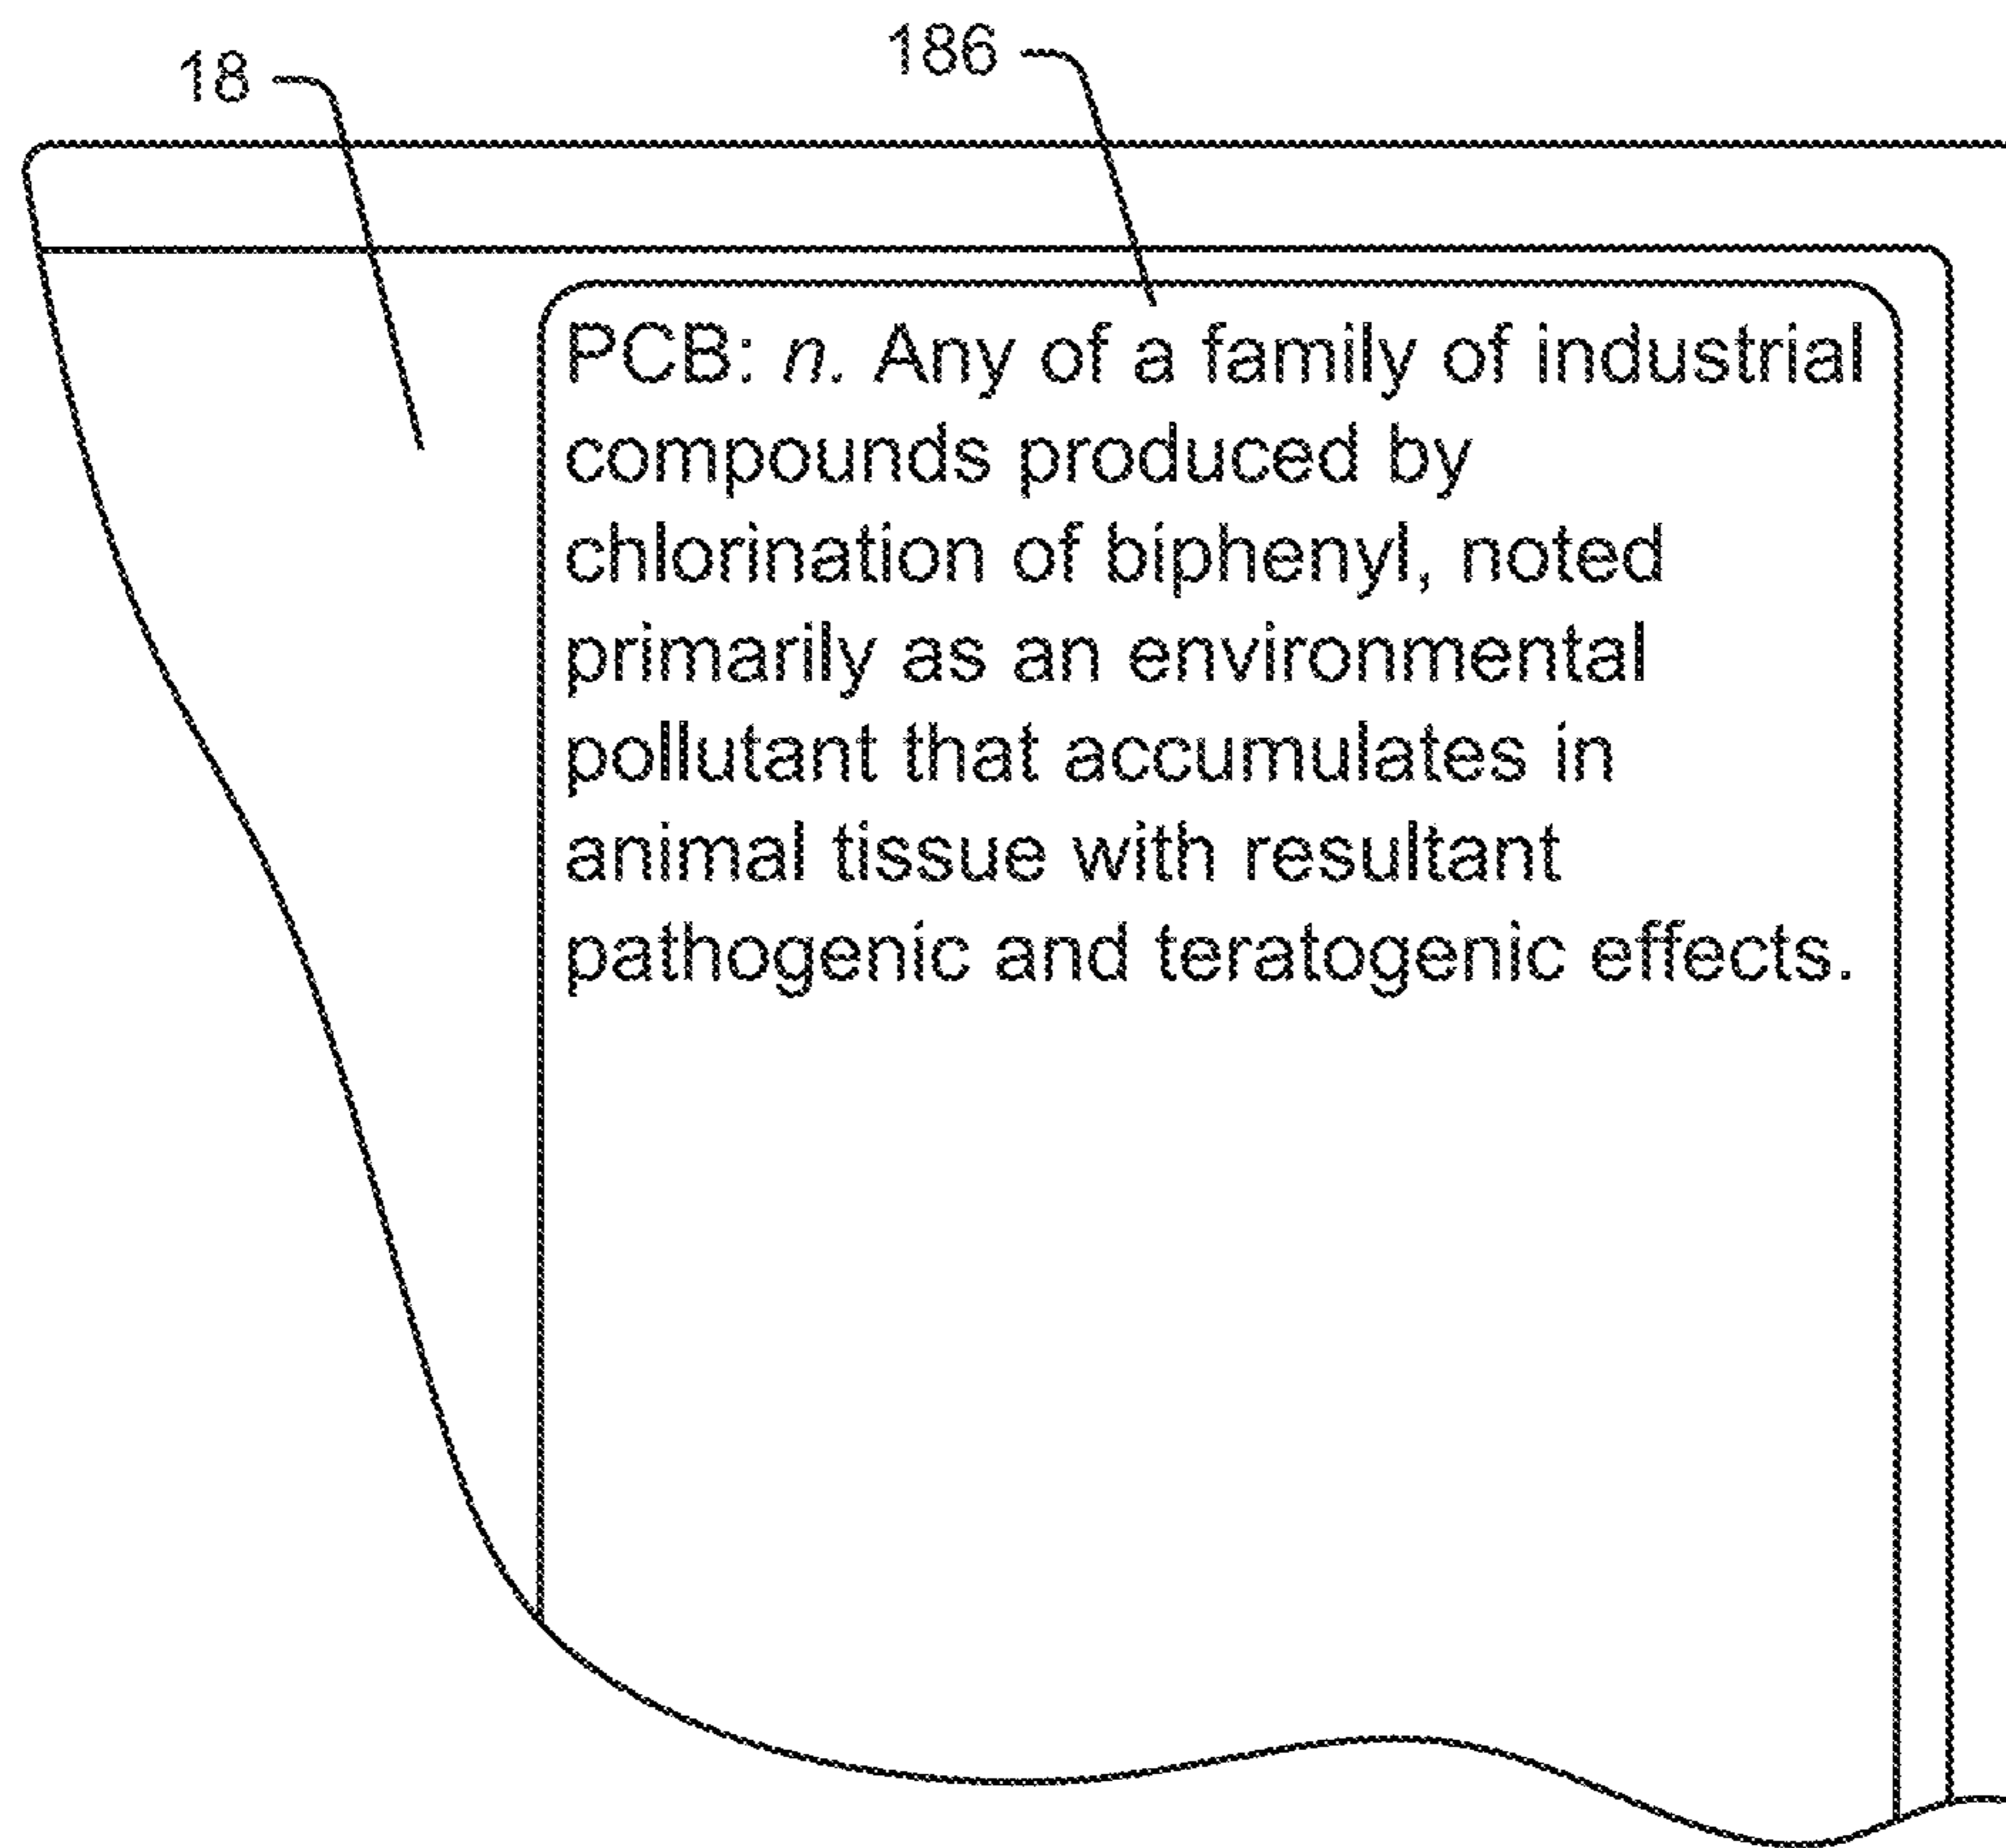 18
186
PCB: n. Any of a family of industrial
compounds produced by
chlorination of biphenyl, noted
primarily as an environmental
pollutant that accumulates in
animal tissue with resultant
pathogenic and teratogenic effects.